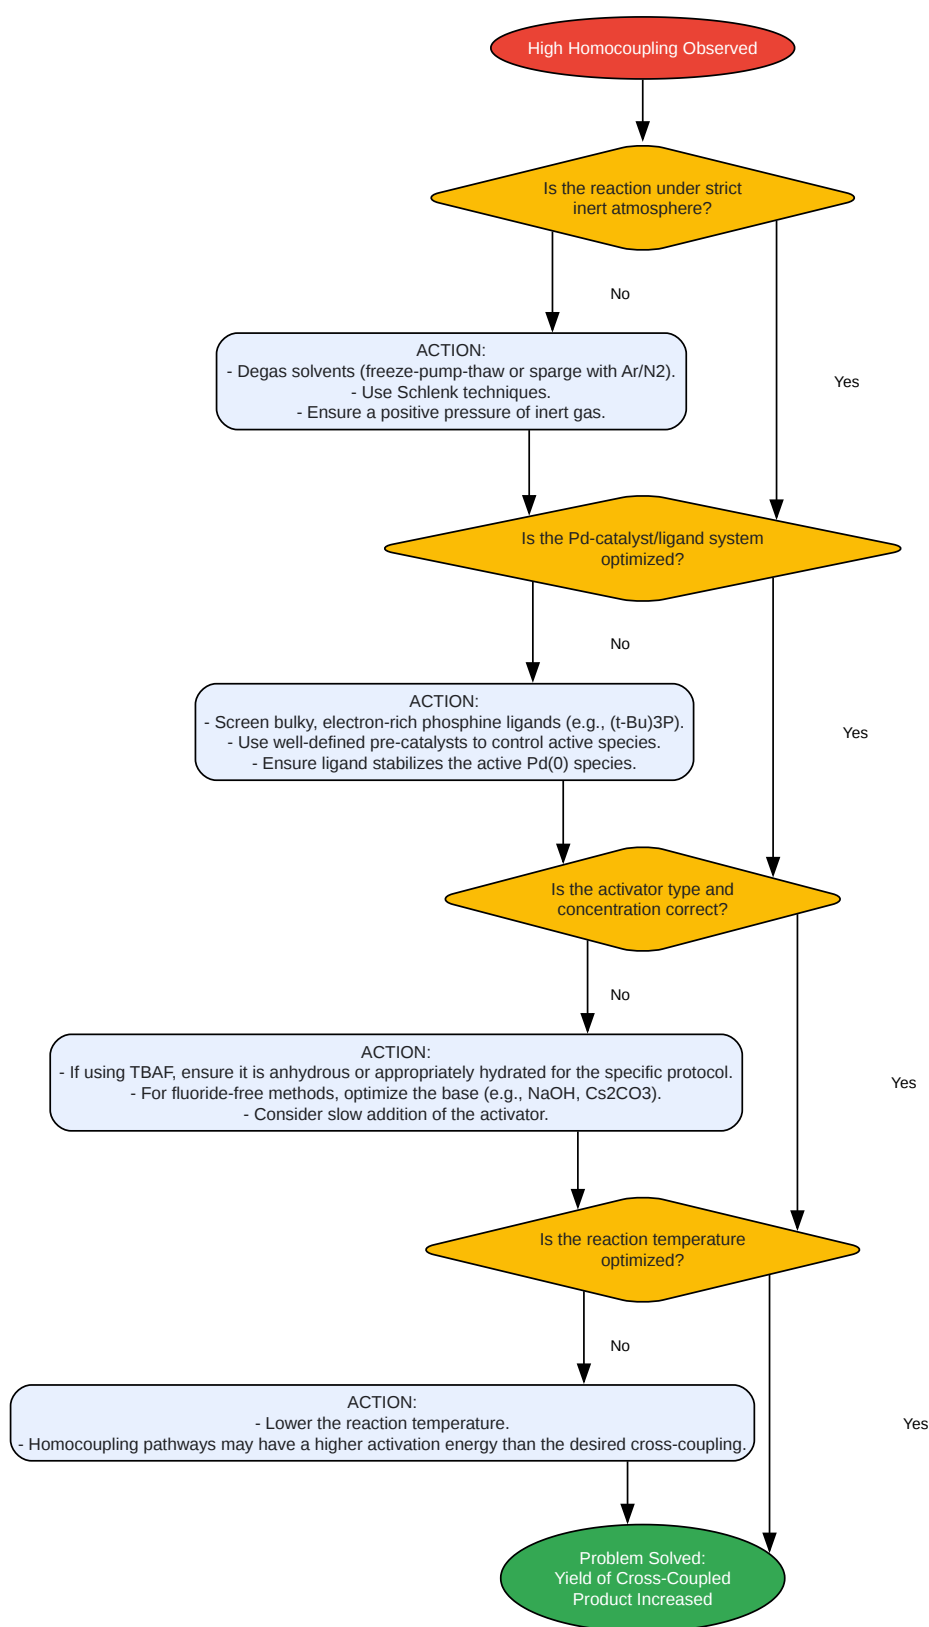 High Homocoupling Observed
Is the reaction under strict
inert atmosphere?
No
ACTION:
- Degas solvents (freeze-pump-thaw or sparge with Ar/N2).
- Use Schlenk techniques.
- Ensure a positive pressure of inert gas.
Yes
Is the Pd-catalyst/ligand system
optimized?
No
ACTION:
- Screen bulky, electron-rich phosphine ligands (e.g., (t-Bu)3P).
- Use well-defined pre-catalysts to control active species.
- Ensure ligand stabilizes the active Pd(0) species.
Yes
Is the activator type and
concentration correct?
No
ACTION:
- If using TBAF, ensure it is anhydrous or appropriately hydrated for the specific protocol.
- For fluoride-free methods, optimize the base (e.g., NaOH, Cs2CO3).
- Consider slow addition of the activator.
Yes
Is the reaction temperature
optimized?
No
ACTION:
- Lower the reaction temperature.
- Homocoupling pathways may have a higher activation energy than the desired cross-coupling.
Yes
Problem Solved:
Yield of Cross-Coupled
Product Increased